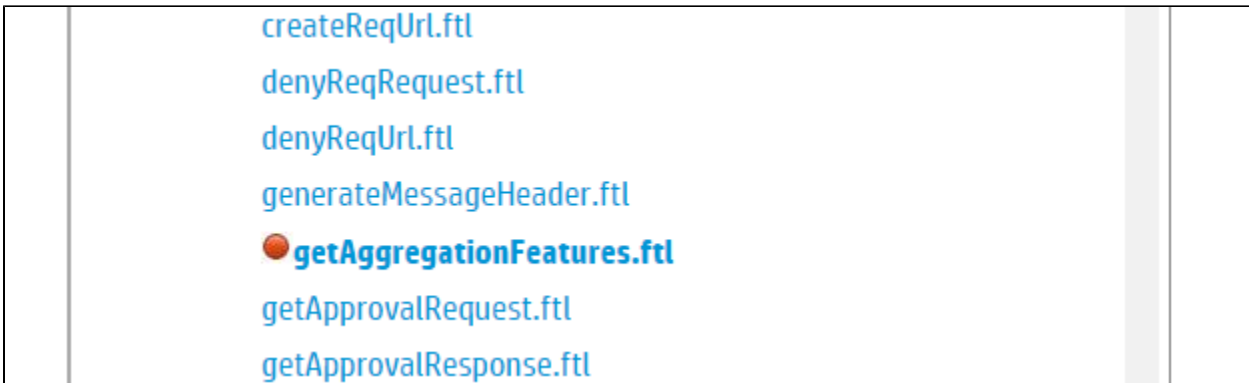 createReqUrl.ftl
denyReqRequest.ftl
denyReqUrl.ftl
generateMessageHeader.ftl
getAggregationFeatures.ftl
getApprovalRequest.ftl
getApprovalResponse.ftl